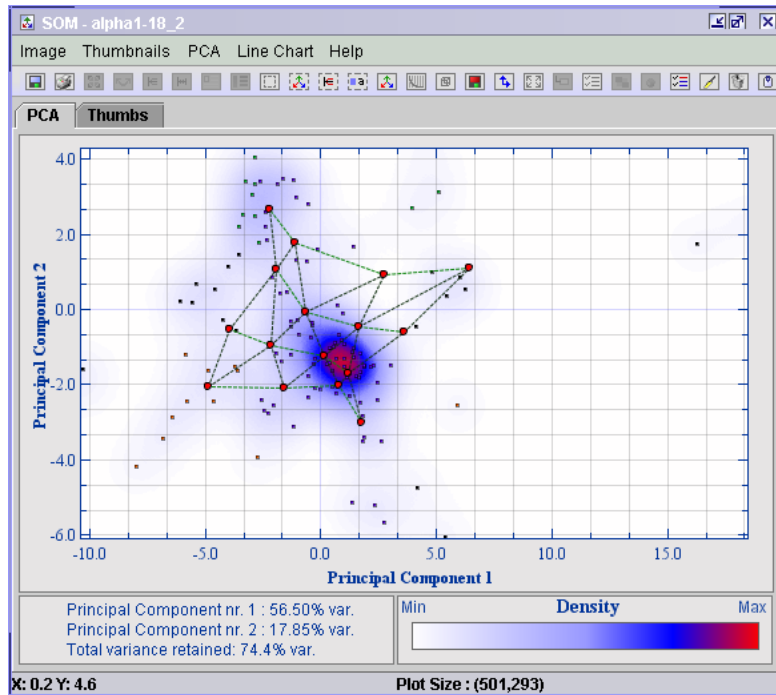 SOM - alpha1-18_2
Image Thumbnails PCA Line Chart Help
PCA Thumbs
4.0
2.0
0.0
-2.0
-4.0
-6.0
Principal Component 2
-10.0 -5.0 0.0 5.0 10.0 15.0
Principal Component 1
Principal Component nr. 1 : 56.50% var.
Principal Component nr. 2 : 17.85% var.
Total variance retained: 74.4% var.
Min Density Max
X: 0.2 Y: 4.6 Plot Size : (501,293)